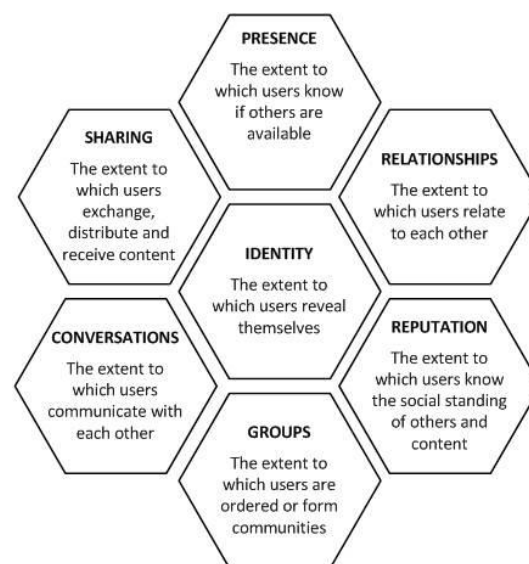 PRESENCE
The extent to
which users know
if others are
available
SHARING
The extent to
which users
exchange,
distribute and
receive content
RELATIONSHIPS
The extent to
which users relate
to each other
IDENTITY
The extent to
which users reveal
themselves
CONVERSATIONS
The extent to
which users
communicate with
each other
REPUTATION
The extent to
which users know
the social standing
of others and
content
GROUPS
The extent to
which users are
ordered or form
communities